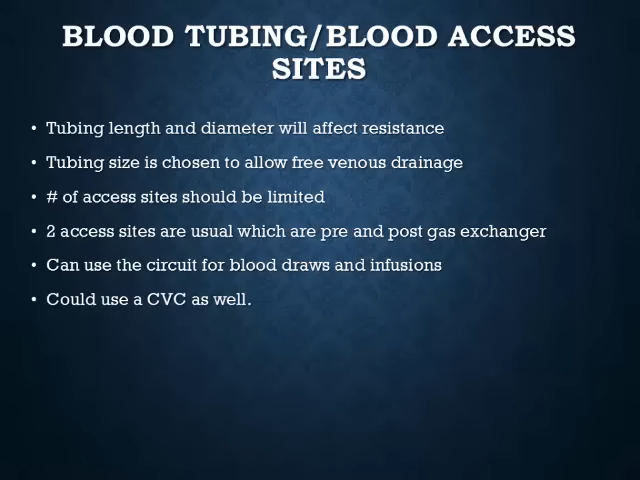 BLOOD TUBING/BLOOD ACCESS
SITES
• Tubing length and diameter will affect resistance
• Tubing size is chosen to allow free venous drainage
• # of access sites should be limited
• 2 access sites are usual which are pre and post gas exchanger
• Can use the circuit for blood draws and infusions
• Could use a CVC as well.